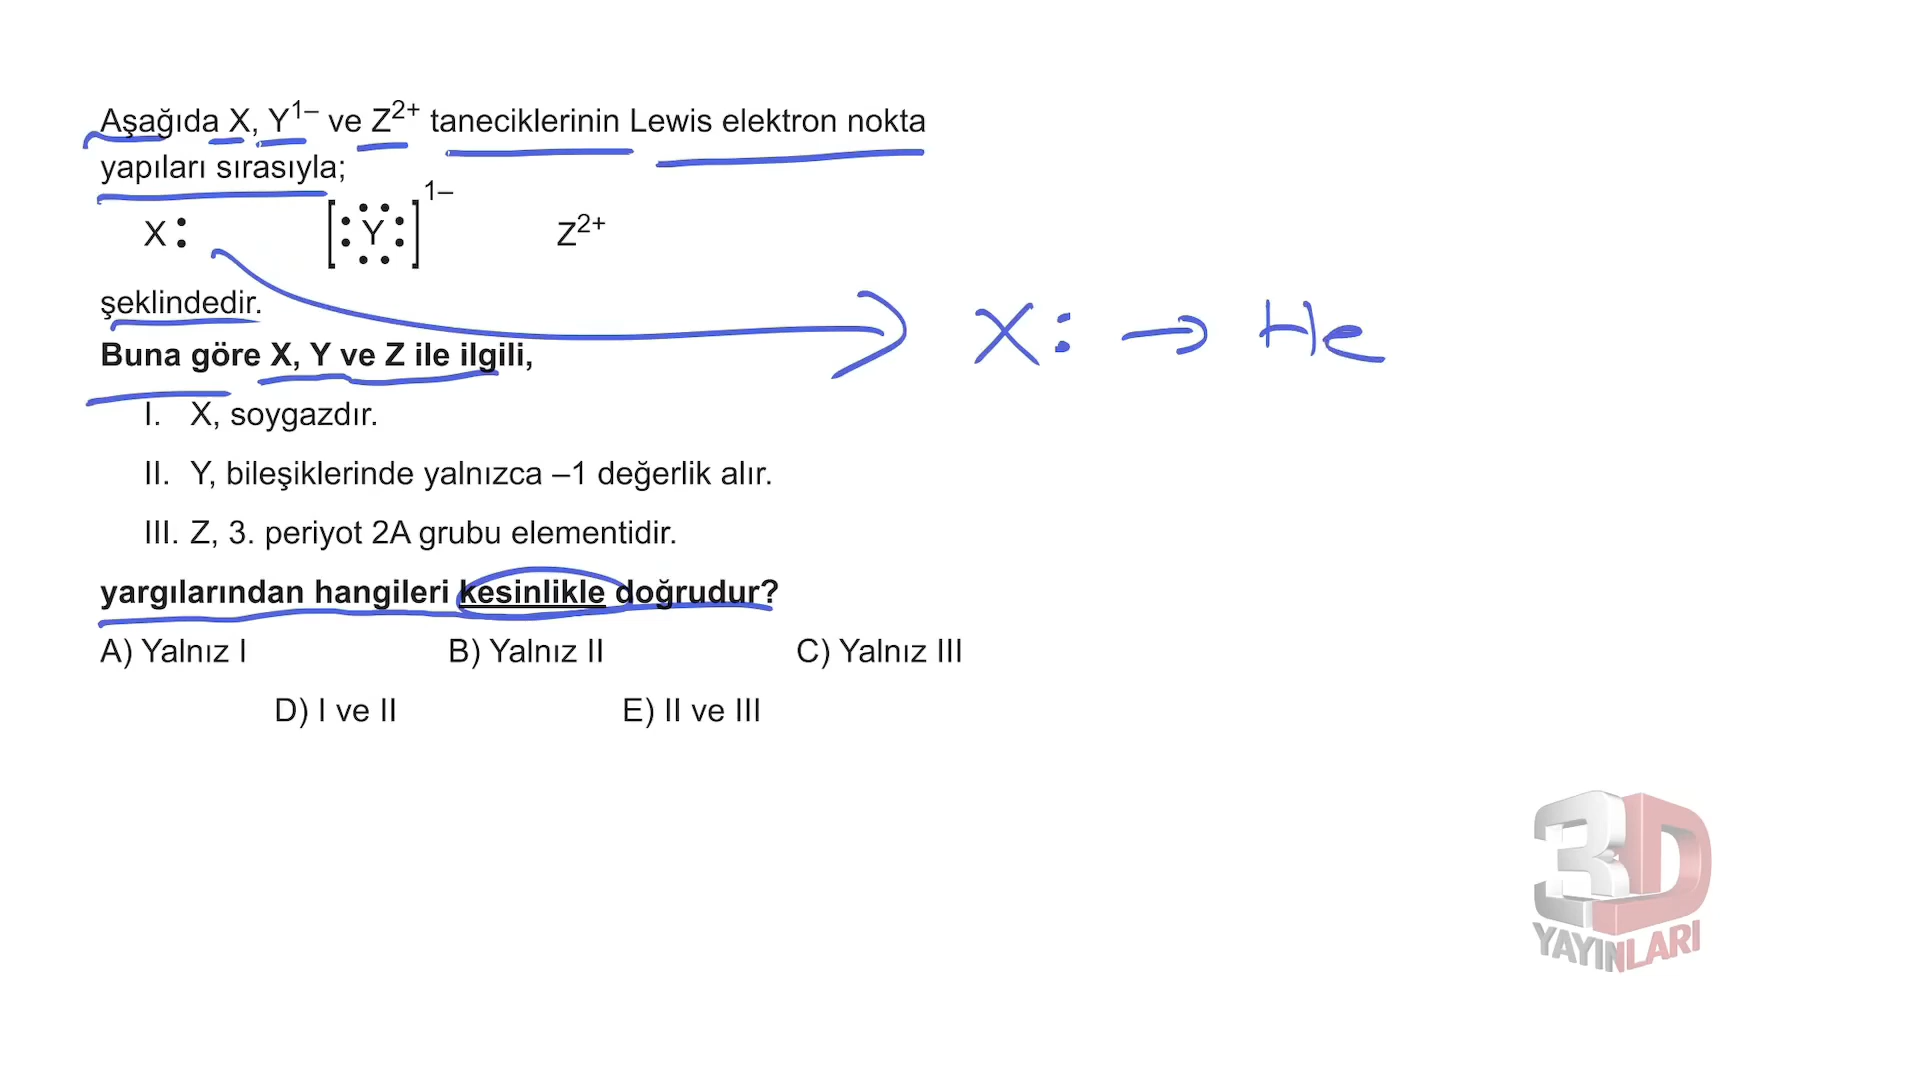 Aşağıda X, Y¹⁻ ve Z²⁺ taneciklerinin Lewis elektron nokta
yapıları sırasıyla;
X: [:Y:]¹⁻ Z²⁺
şeklindedir.
X: → He
Buna göre X, Y ve Z ile ilgili,
I. X, soygazdır.
II. Y, bileşiklerinde yalnızca –1 değerlik alır.
III. Z, 3. periyot 2A grubu elementidir.
yargılarından hangileri kesinlikle doğrudur?
A) Yalnız I B) Yalnız II C) Yalnız III
D) I ve II E) II ve III
3D
YAYINLARI